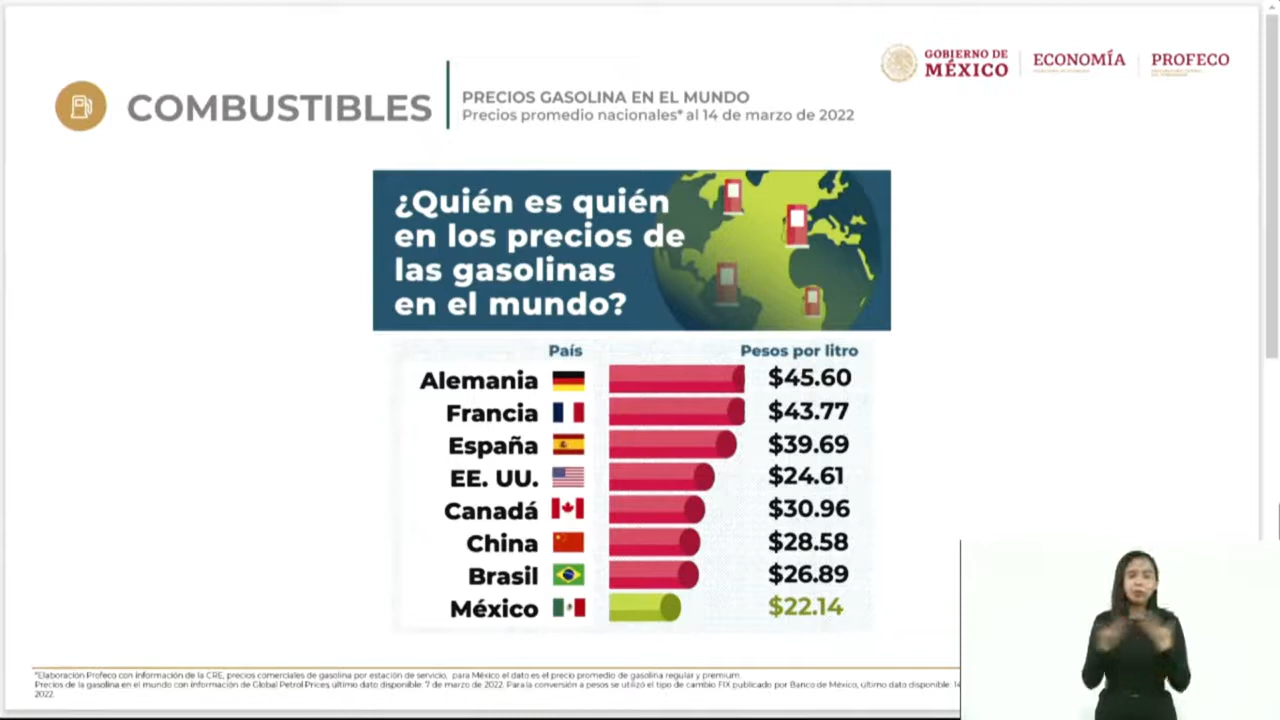 GOBIERNO DE
MÉXICO
ECONOMÍA
PROFECO
COMBUSTIBLES
PRECIOS GASOLINA EN EL MUNDO
Precios promedio nacionales* al 14 de marzo de 2022
¿Quién es quién
en los precios de
las gasolinas
en el mundo?
País Pesos por litro
Alemania $45.60
Francia $43.77
España $39.69
EE. UU. $24.61
Canadá $30.96
China $28.58
Brasil $26.89
México $22.14
*Elaboración Profeco con información de la CRE, precios comerciales de gasolina por estación de servicio, para México el dato es el precio promedio de gasolina regular y premium.
Precios de la gasolina en el mundo con información de Global Petrol Prices, último dato disponible: 7 de marzo de 2022. Para la conversión a pesos se utilizó el tipo de cambio FIX publicado por Banco de México, último dato disponible: 14
2022.